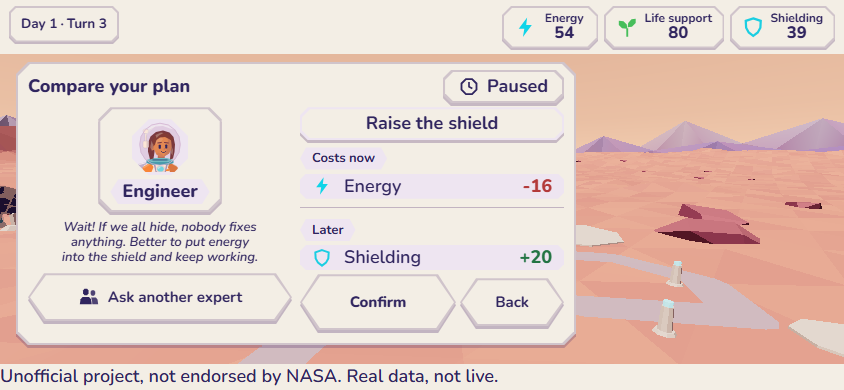 Day 1 · Turn 3
Energy
54
Life support
80
Shielding
39
Compare your plan
Paused
Engineer
Wait! If we all hide, nobody fixes
anything. Better to put energy
into the shield and keep working.
Ask another expert
Raise the shield
Costs now
Energy -16
Later
Shielding +20
Confirm
Back
Unofficial project, not endorsed by NASA. Real data, not live.